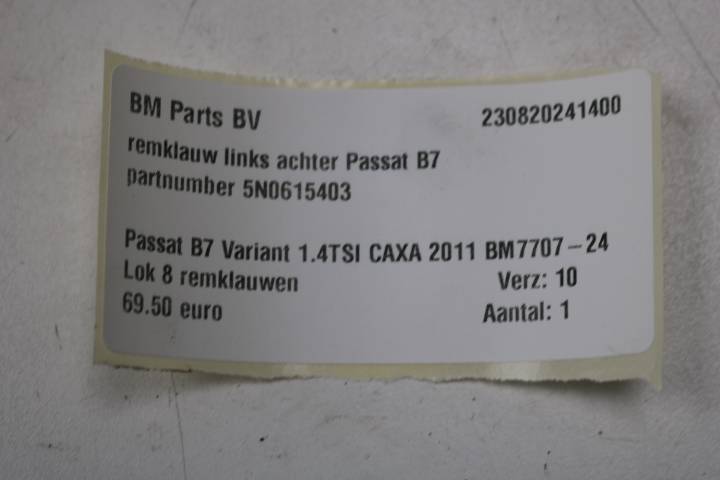 BM Parts BV 230820241400
remklauw links achter Passat B7
partnumber 5N0615403
Passat B7 Variant 1.4TSI CAXA 2011 BM7707-24
Lok 8 remklauwen Verz: 10
69.50 euro Aantal: 1